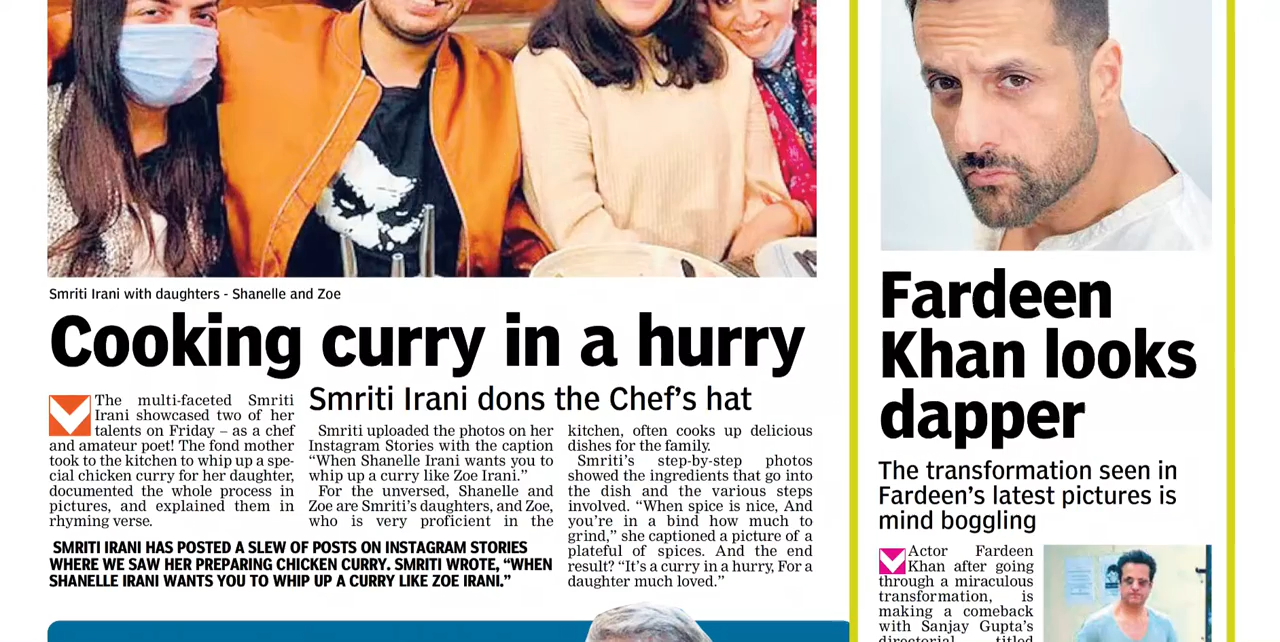 Smriti Irani with daughters - Shanelle and Zoe
Cooking curry in a hurry
Smriti Irani dons the Chef's hat
The multi-faceted Smriti
Irani showcased two of her
talents on Friday – as a chef
and amateur poet! The fond mother
took to the kitchen to whip up a spe-
cial chicken curry for her daughter,
documented the whole process in
pictures, and explained them in
rhyming verse.
Smriti uploaded the photos on her
Instagram Stories with the caption
“When Shanelle Irani wants you to
whip up a curry like Zoe Irani.”
For the unversed, Shanelle and
Zoe are Smriti’s daughters, and Zoe,
who is very proficient in the
kitchen, often cooks up delicious
dishes for the family.
Smriti’s step-by-step photos
showed the ingredients that go into
the dish and the various steps
involved. “When spice is nice, And
you’re in a bind how much to
grind,” she captioned a picture of a
plateful of spices. And the end
result? “It’s a curry in a hurry, For a
daughter much loved.”
SMRITI IRANI HAS POSTED A SLEW OF POSTS ON INSTAGRAM STORIES
WHERE WE SAW HER PREPARING CHICKEN CURRY. SMRITI WROTE, “WHEN
SHANELLE IRANI WANTS YOU TO WHIP UP A CURRY LIKE ZOE IRANI.”
Fardeen
Khan looks
dapper
The transformation seen in
Fardeen’s latest pictures is
mind boggling
Actor Fardeen
Khan after going
through a miraculous
transformation, is
making a comeback
with Sanjay Gupta’s
directorial titled